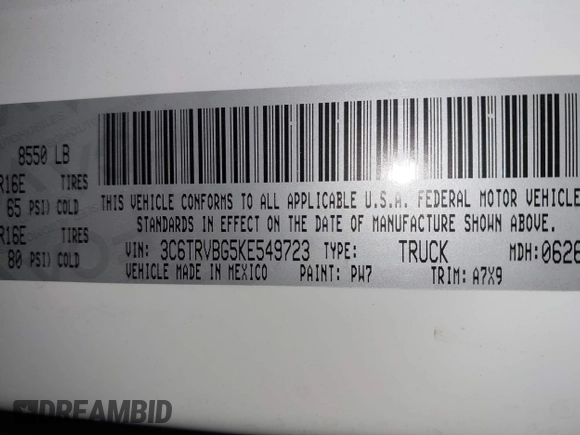 8550 LB
R16E TIRES
65 PSI) COLD
R16E TIRES
80 PSI) COLD
THIS VEHICLE CONFORMS TO ALL APPLICABLE U.S.A. FEDERAL MOTOR VEHICLE
STANDARDS IN EFFECT ON THE DATE OF MANUFACTURE SHOWN ABOVE.
VIN: 3C6TRVBG5KE549723 TYPE: TRUCK MDH:0626
VEHICLE MADE IN MEXICO PAINT: PW7 TRIM: A7X9
DREAMBID